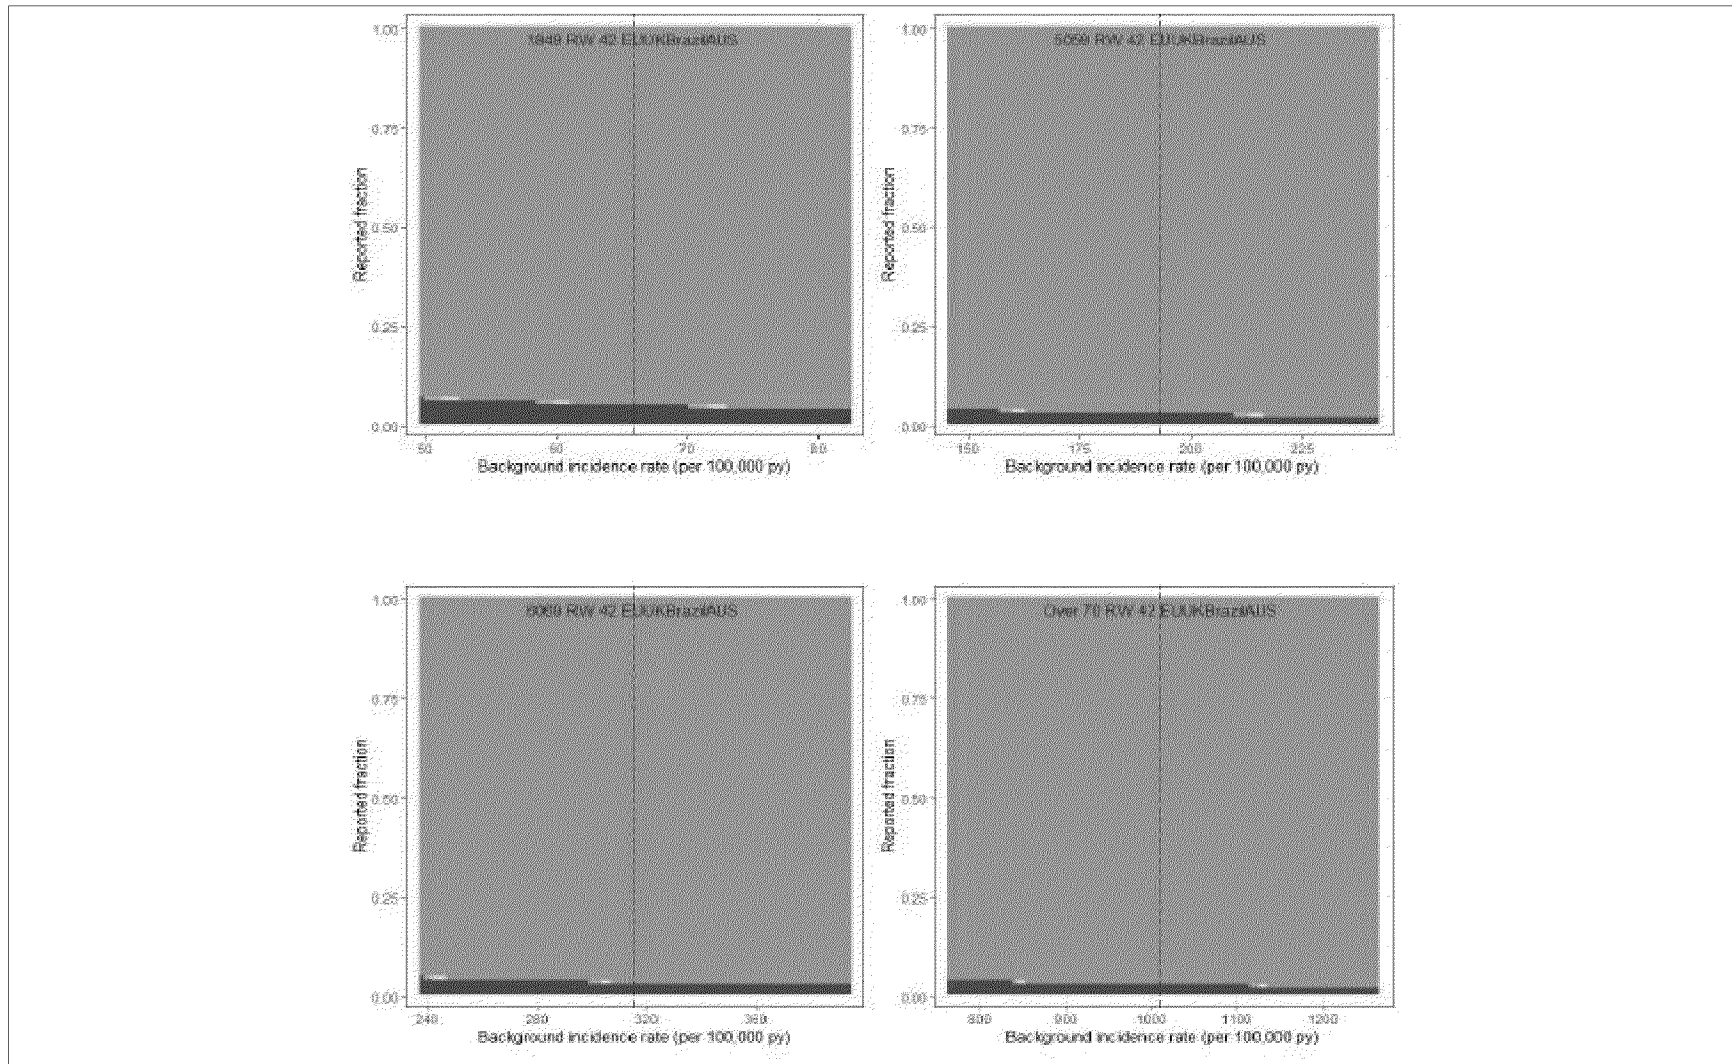 1849 RW 42 EUUKBrazilAUS
1.00
0.75
0.50
0.25
0.00
Reported fraction
50 60 70 80
Background incidence rate (per 100,000 py)
5059 RW 42 EUUKBrazilAUS
1.00
0.75
0.50
0.25
0.00
Reported fraction
150 175 200 225
Background incidence rate (per 100,000 py)
6069 RW 42 EUUKBrazilAUS
1.00
0.75
0.50
0.25
0.00
Reported fraction
240 280 320 360
Background incidence rate (per 100,000 py)
Over 70 RW 42 EUUKBrazilAUS
1.00
0.75
0.50
0.25
0.00
Reported fraction
800 900 1000 1100 1200
Background incidence rate (per 100,000 py)